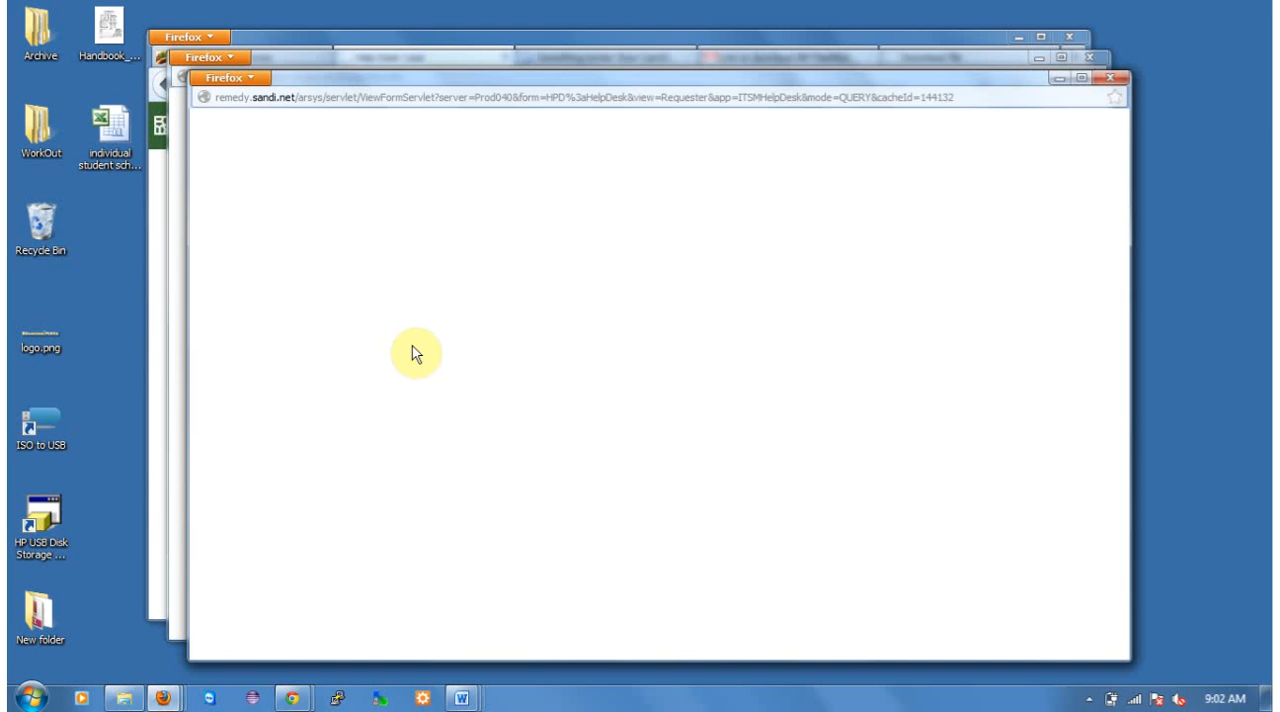 Archive
Handbook_...
WorkOut
individual
student sch...
Recycle Bin
logo.png
ISO to USB
HP USB Disk
Storage ...
New folder
Firefox
Firefox
Firefox
remedy.sandi.net/arsys/servlet/ViewFormServlet?server=Prod040&form=HPD%3aHelpDesk&view=Requester&app=ITSMHelpDesk&mode=QUERY&cacheId=144132
9:02 AM